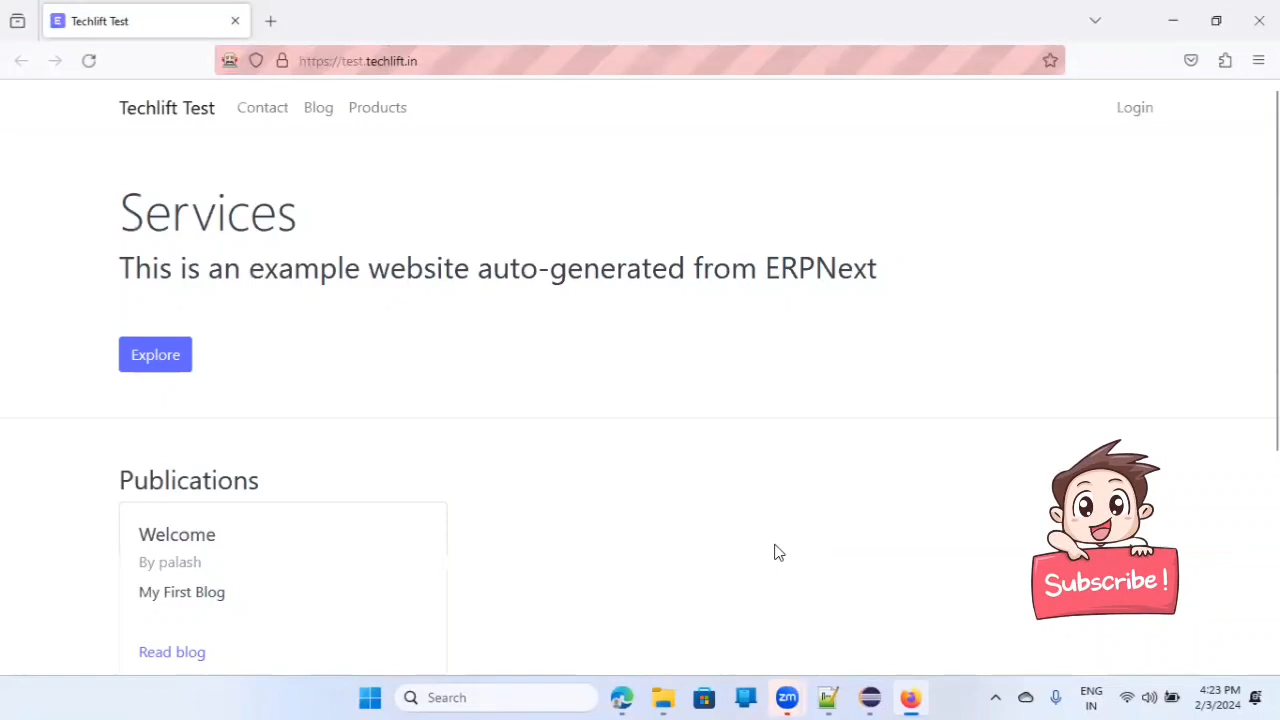 Techlift Test
https://test.techlift.in
Techlift Test Contact Blog Products Login
Services
This is an example website auto-generated from ERPNext
Explore
Publications
Welcome
By palash
My First Blog
Read blog
Subscribe!
Search
zm
ENG
IN
4:23 PM
2/3/2024